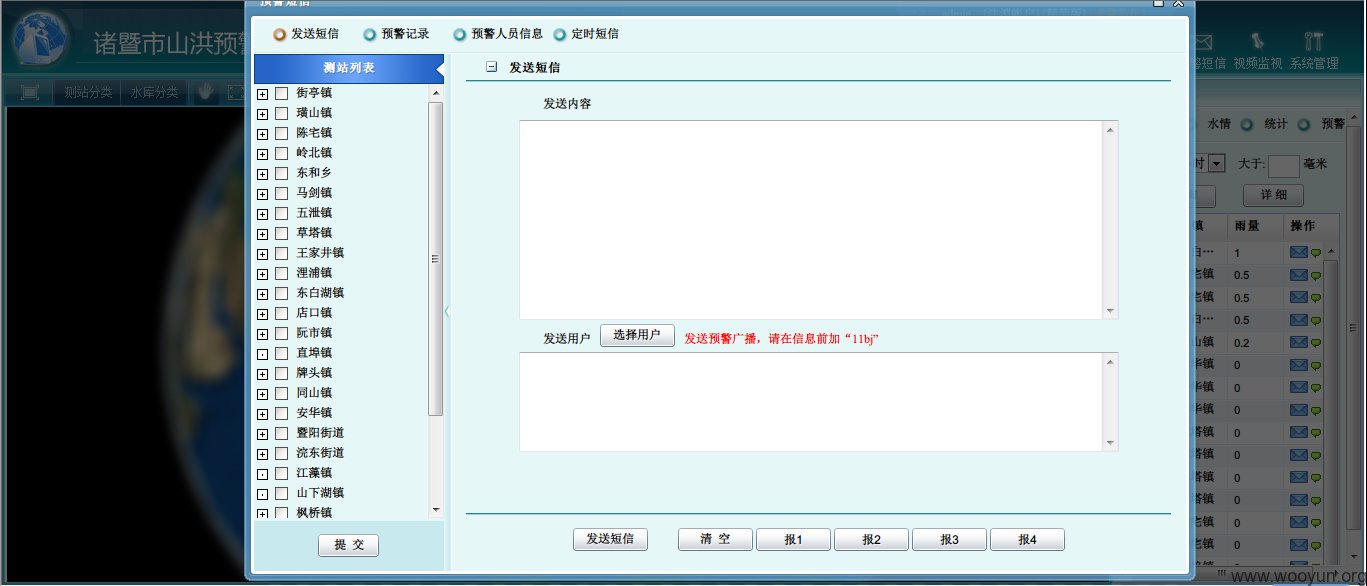 预警短信
诸暨市山洪预警
短信 视频监视 系统管理
测站分类 水库分类
发送短信 预警记录 预警人员信息 定时短信
测站列表
街亭镇
璜山镇
陈宅镇
岭北镇
东和乡
马剑镇
五泄镇
草塔镇
王家井镇
浬浦镇
东白湖镇
店口镇
阮市镇
直埠镇
牌头镇
同山镇
安华镇
暨阳街道
浣东街道
江藻镇
山下湖镇
枫桥镇
提 交
发送短信
发送内容
发送用户 选择用户 发送预警广播，请在信息前加“11bj”
发送短信 清 空 报1 报2 报3 报4
水情 统计 预警
时 大于: 毫米
详 细
镇 雨量 操作
白… 1
宅镇 0.5
宅镇 0.5
白… 0.5
山镇 0.2
华镇 0
华镇 0
华镇 0
塔镇 0
塔镇 0
塔镇 0
塔镇 0
宅镇 0
宅镇 0
www.wooyun.org